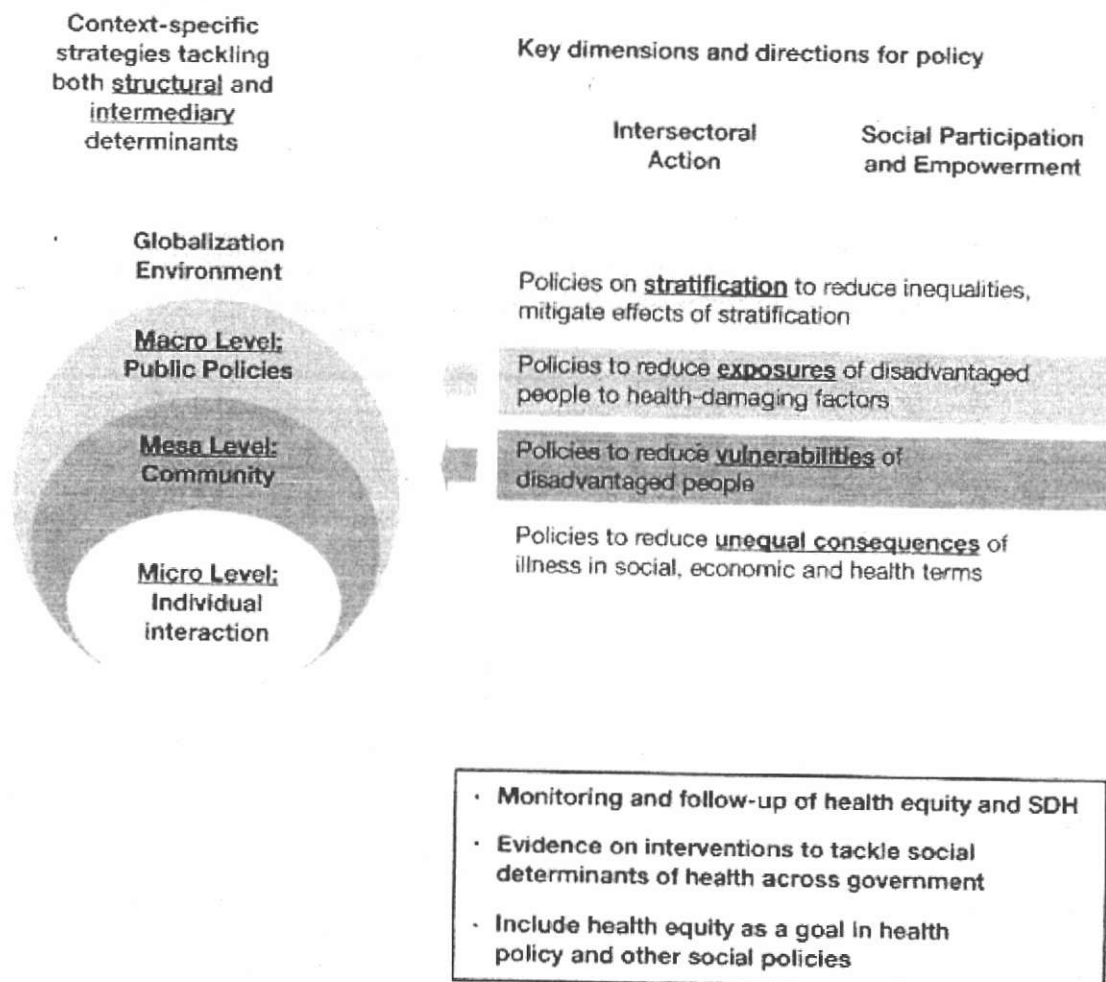 Context-specific
strategies tackling
both structural and
intermediary
determinants
Key dimensions and directions for policy
Intersectoral
Action
Social Participation
and Empowerment
Globalization
Environment
Macro Level:
Public Policies
Mesa Level:
Community
Micro Level:
Individual
interaction
Policies on stratification to reduce inequalities,
mitigate effects of stratification
Policies to reduce exposures of disadvantaged
people to health-damaging factors
Policies to reduce vulnerabilities of
disadvantaged people
Policies to reduce unequal consequences of
illness in social, economic and health terms
· Monitoring and follow-up of health equity and SDH
· Evidence on interventions to tackle social
determinants of health across government
· Include health equity as a goal in health
policy and other social policies